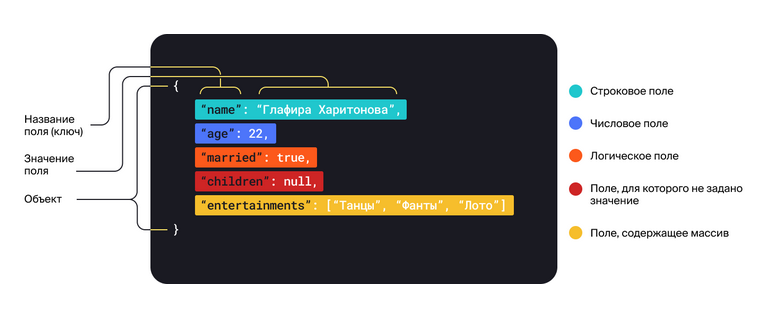 Название
поля (ключ)
Значение
поля
Объект
{
“name”: “Глафира Харитонова”,
“age”: 22,
“married”: true,
“children”: null,
“entertainments”: [“Танцы”, “Фанты”, “Лото”]
}
Строковое поле
Числовое поле
Логическое поле
Поле, для которого не задано
значение
Поле, содержащее массив